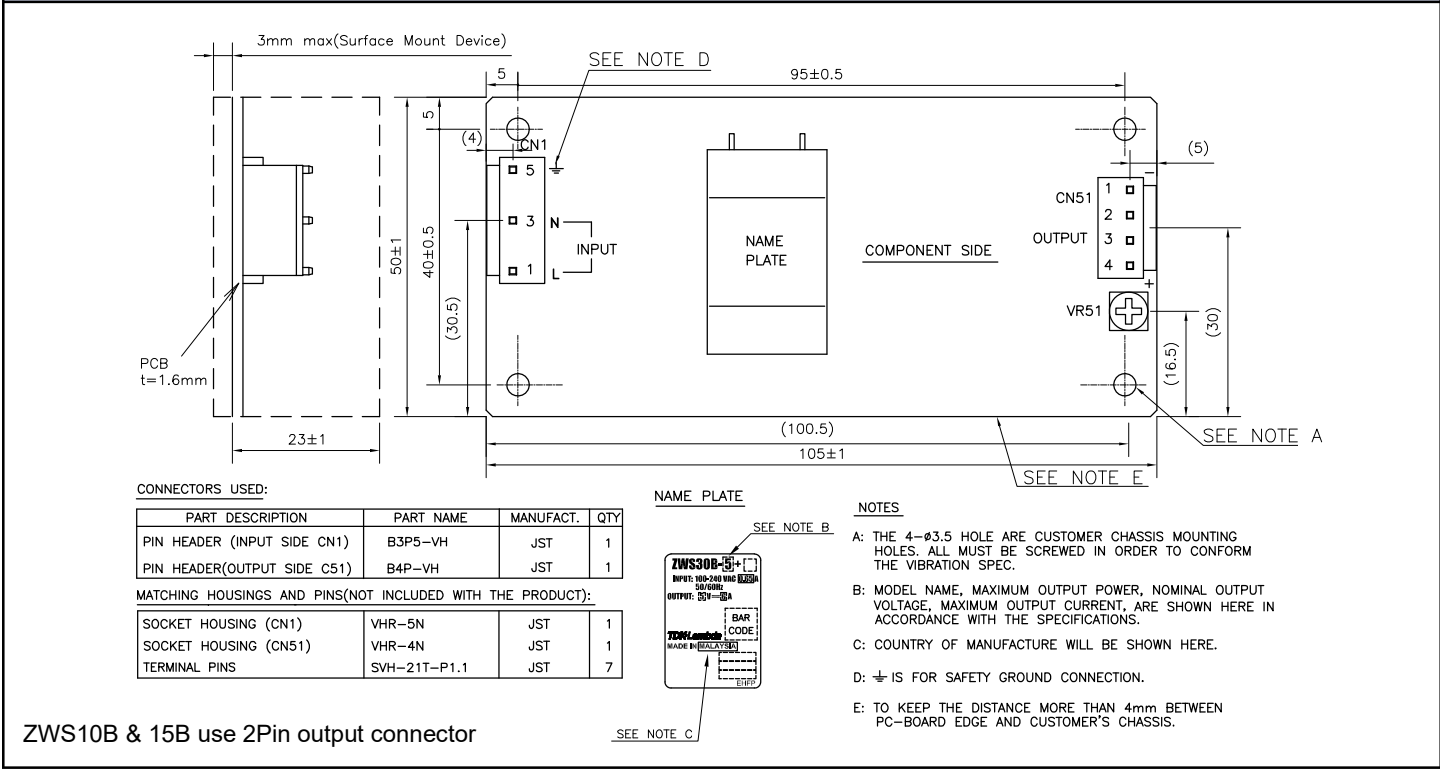 3mm max(Surface Mount Device)
SEE NOTE D
5
95±0.5
5
(4)
CN1
(5)
5
3 N
INPUT
1 L
50±1
40±0.5
(30.5)
NAME
PLATE
COMPONENT SIDE
CN51
OUTPUT
1 −
2
3
4
+
VR51
(16.5)
(30)
PCB
t=1.6mm
23±1
(100.5)
105±1
SEE NOTE A
SEE NOTE E
CONNECTORS USED:
PART DESCRIPTION PART NAME MANUFACT. QTY
PIN HEADER (INPUT SIDE CN1) B3P5-VH JST 1
PIN HEADER(OUTPUT SIDE C51) B4P-VH JST 1
MATCHING HOUSINGS AND PINS(NOT INCLUDED WITH THE PRODUCT):
SOCKET HOUSING (CN1) VHR-5N JST 1
SOCKET HOUSING (CN51) VHR-4N JST 1
TERMINAL PINS SVH-21T-P1.1 JST 7
NAME PLATE
SEE NOTE B
ZWS30B-5+
INPUT: 100-240 VAC 0.85A
50/60Hz
OUTPUT: V A
BAR
CODE
TDK-Lambda
MADE IN MALAYSIA
EHFP
SEE NOTE C
NOTES
A: THE 4-ø3.5 HOLE ARE CUSTOMER CHASSIS MOUNTING
HOLES. ALL MUST BE SCREWED IN ORDER TO CONFORM
THE VIBRATION SPEC.
B: MODEL NAME, MAXIMUM OUTPUT POWER, NOMINAL OUTPUT
VOLTAGE, MAXIMUM OUTPUT CURRENT, ARE SHOWN HERE IN
ACCORDANCE WITH THE SPECIFICATIONS.
C: COUNTRY OF MANUFACTURE WILL BE SHOWN HERE.
D: ⏚ IS FOR SAFETY GROUND CONNECTION.
E: TO KEEP THE DISTANCE MORE THAN 4mm BETWEEN
PC-BOARD EDGE AND CUSTOMER'S CHASSIS.
ZWS10B & 15B use 2Pin output connector